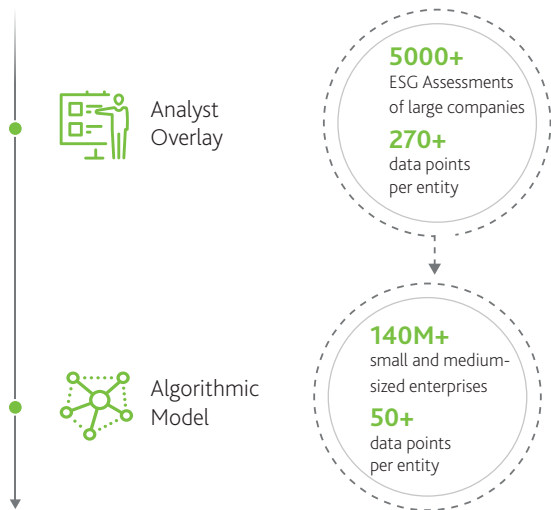 Analyst
Overlay
5000+
ESG Assessments
of large companies
270+
data points
per entity
Algorithmic
Model
140M+
small and medium-
sized enterprises
50+
data points
per entity